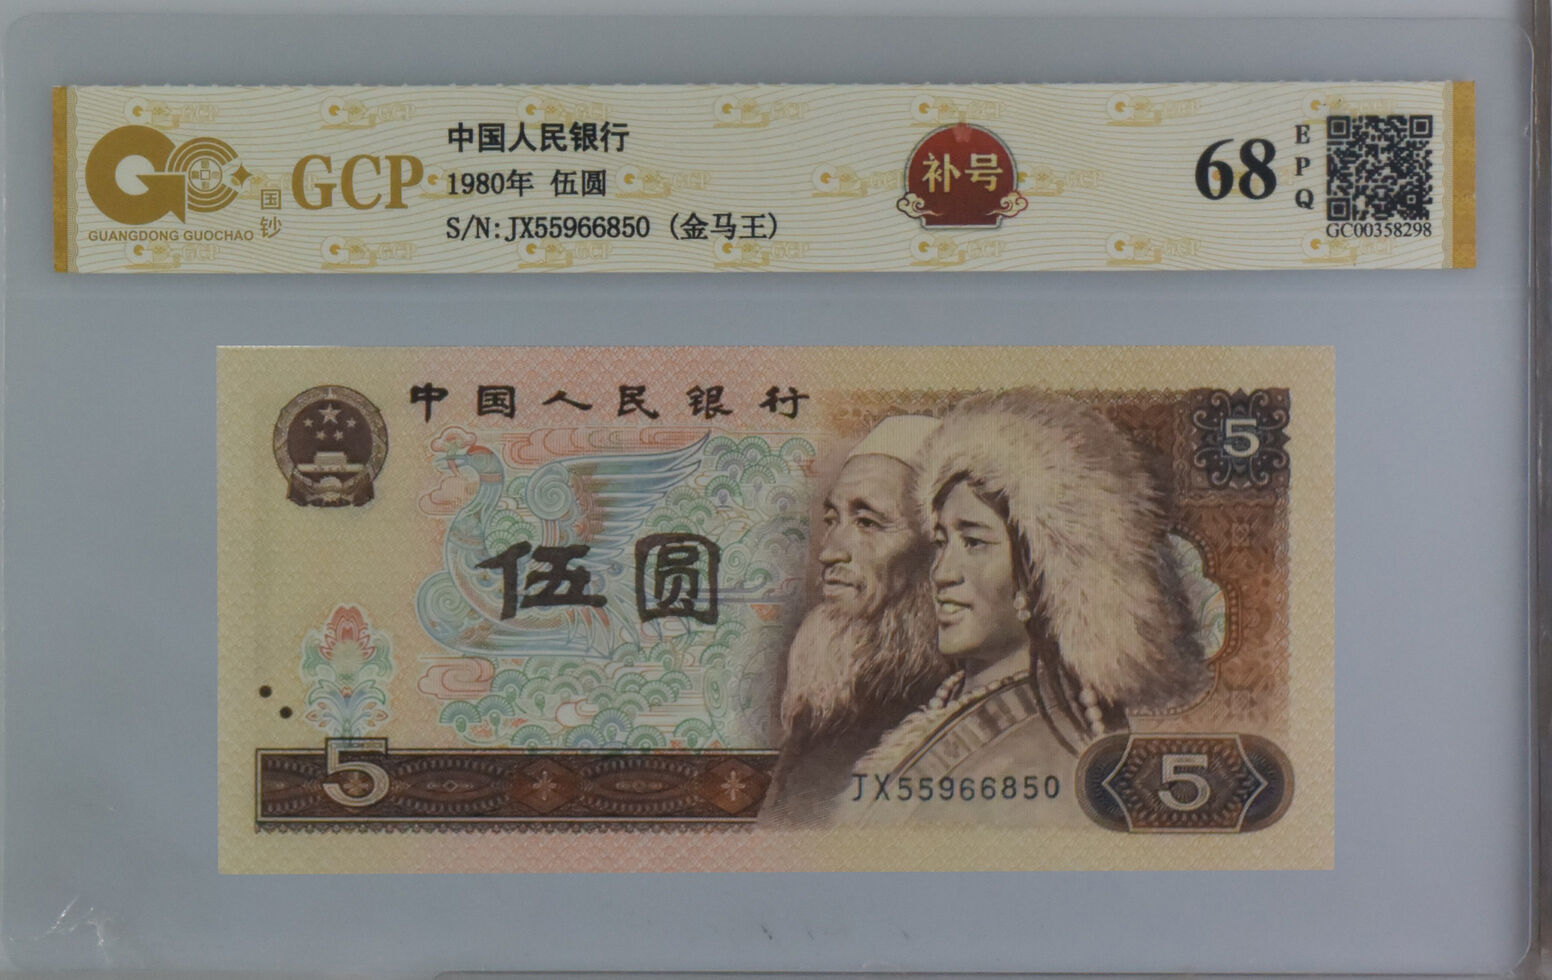 GCP
国钞
GUANGDONG GUOCHAO
中国人民银行
1980年 伍圆
S/N:JX55966850 (金马王)
补号
68
EPQ
GC00358298
中国人民银行
5
伍圆
5
JX55966850
5